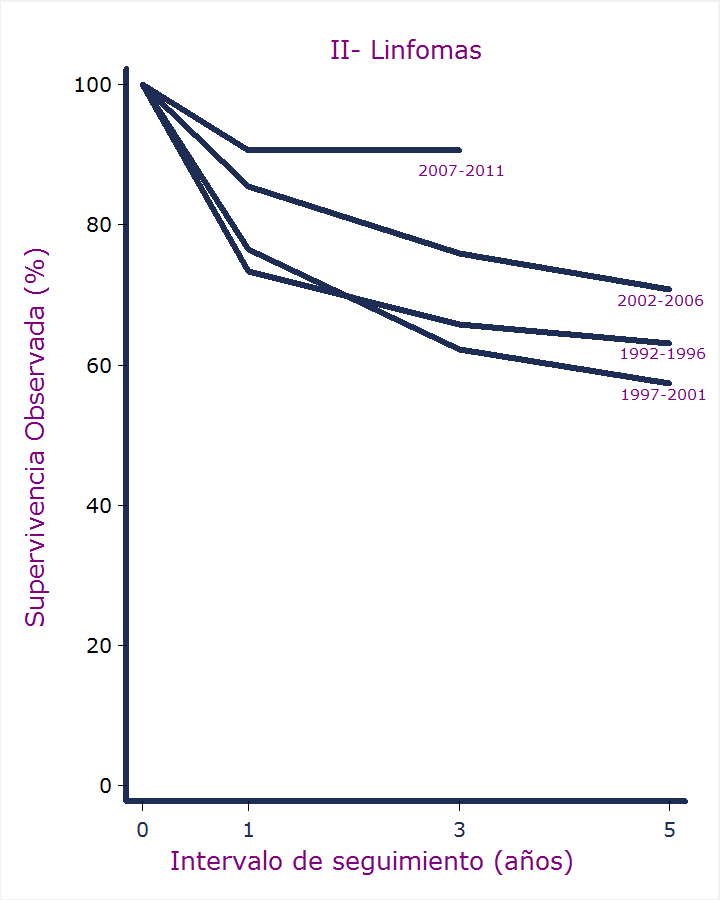 II- Linfomas
Supervivencia Observada (%)
100
80
60
40
20
0
2007-2011
2002-2006
1992-1996
1997-2001
0 1 3 5
Intervalo de seguimiento (años)